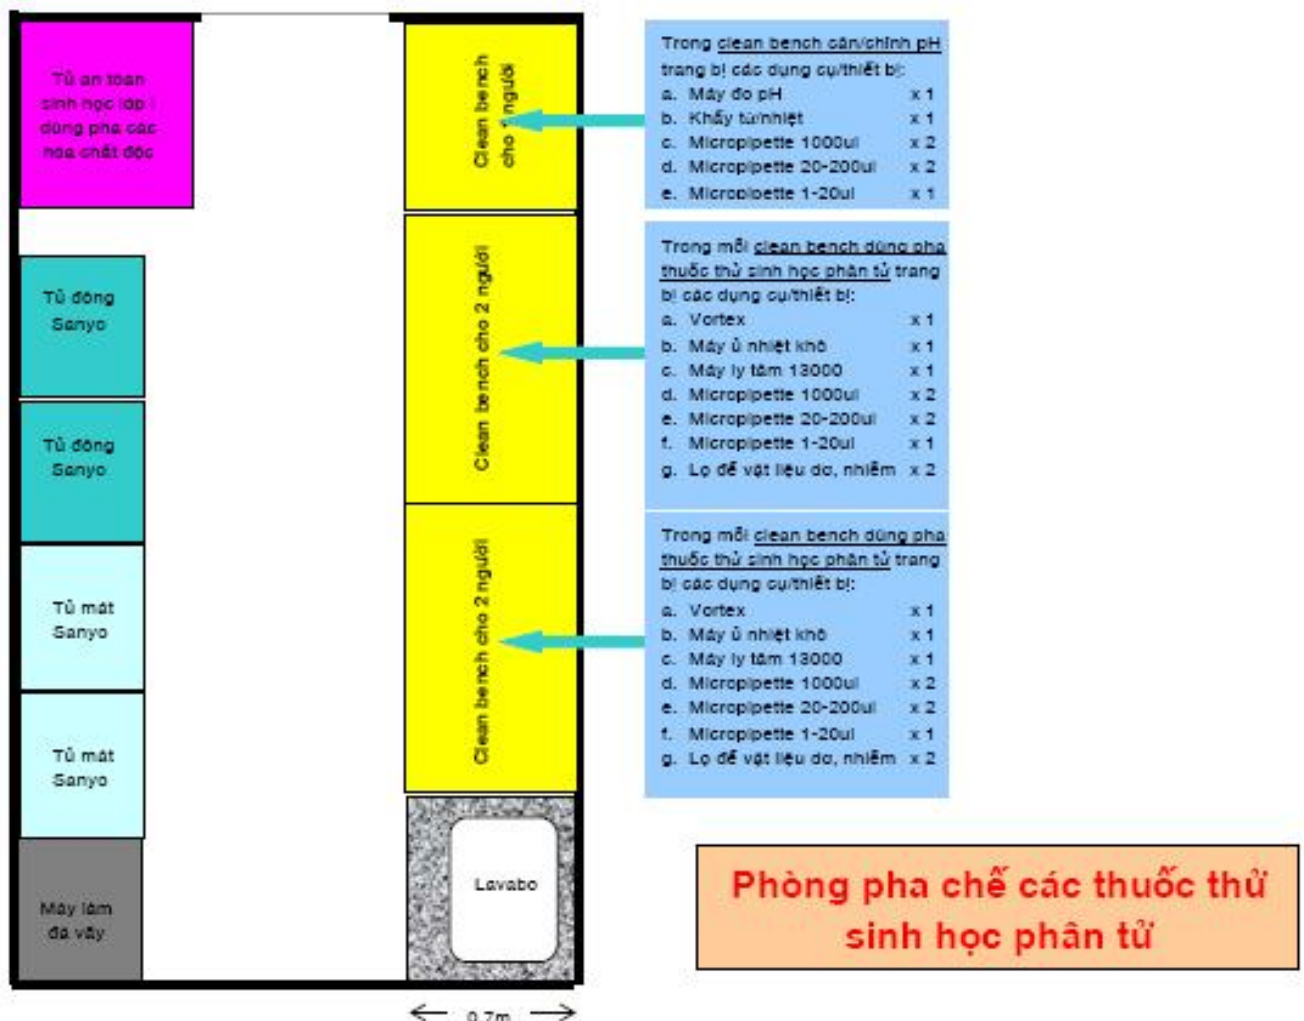 Tủ an toàn
sinh học lớp I
dùng pha các
hóa chất độc
Tủ đông
Sanyo
Tủ đông
Sanyo
Tủ mát
Sanyo
Tủ mát
Sanyo
Máy làm
đá vảy
Clean bench
cho người
Clean bench cho 2 người
Clean bench cho 2 người
Lavabo
0.7m
Trong clean bench cân/chỉnh pH
trang bị các dụng cụ/thiết bị:
a. Máy đo pH x 1
b. Khấy từ/nhiệt x 1
c. Micropipette 1000ul x 2
d. Micropipette 20-200ul x 2
e. Micropipette 1-20ul x 1
Trong mỗi clean bench dùng pha
thuốc thử sinh học phân tử trang
bị các dụng cụ/thiết bị:
a. Vortex x 1
b. Máy ủ nhiệt khô x 1
c. Máy ly tâm 13000 x 1
d. Micropipette 1000ul x 2
e. Micropipette 20-200ul x 2
f. Micropipette 1-20ul x 1
g. Lọ để vật liệu dơ, nhiễm x 2
Trong mỗi clean bench dùng pha
thuốc thử sinh học phân tử trang
bị các dụng cụ/thiết bị:
a. Vortex x 1
b. Máy ủ nhiệt khô x 1
c. Máy ly tâm 13000 x 1
d. Micropipette 1000ul x 2
e. Micropipette 20-200ul x 2
f. Micropipette 1-20ul x 1
g. Lọ để vật liệu dơ, nhiễm x 2
Phòng pha chế các thuốc thử
sinh học phân tử